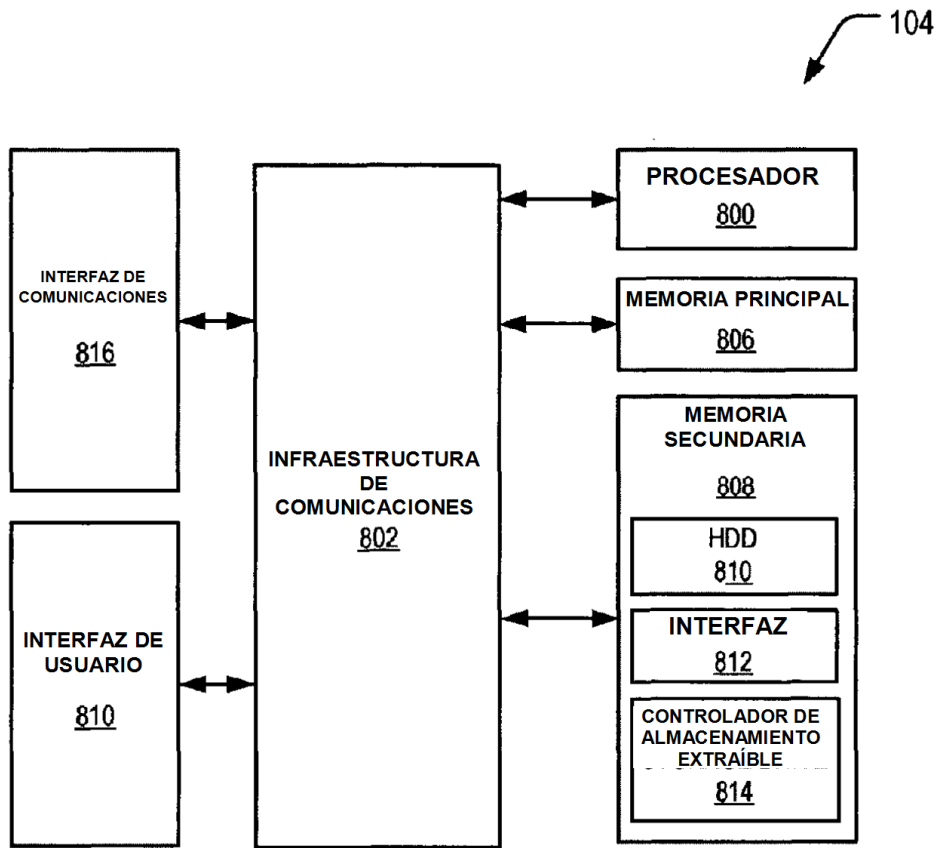 104
PROCESADOR
800
INTERFAZ DE
COMUNICACIONES
816
MEMORIA PRINCIPAL
806
INFRAESTRUCTURA
DE
COMUNICACIONES
802
MEMORIA
SECUNDARIA
808
HDD
810
INTERFAZ
812
CONTROLADOR DE
ALMACENAMIENTO
EXTRAÍBLE
814
INTERFAZ DE
USUARIO
810